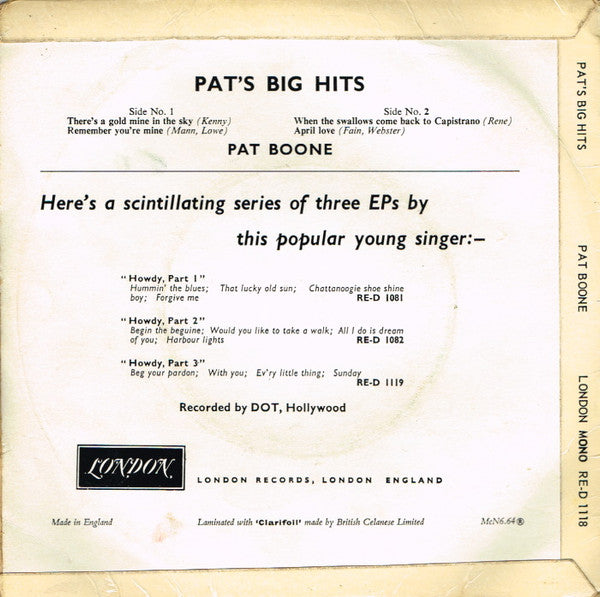 PAT'S BIG HITS
Side No. 1
There's a gold mine in the sky (Kenny)
Remember you're mine (Mann, Lowe)
Side No. 2
When the swallows come back to Capistrano (Rene)
April love (Fain, Webster)
PAT BOONE
Here's a scintillating series of three EPs by
this popular young singer:—
"Howdy, Part 1"
Hummin' the blues; That lucky old sun; Chattanoogie shoe shine
boy; Forgive me RE-D 1081
"Howdy, Part 2"
Begin the beguine; Would you like to take a walk; All I do is dream
of you; Harbour lights RE-D 1082
"Howdy, Part 3"
Beg your pardon; With you; Ev'ry little thing; Sunday
RE-D 1119
Recorded by DOT, Hollywood
LONDON
LONDON RECORDS, LONDON ENGLAND
Made in England
Laminated with 'Clarifoil' made by British Celanese Limited
McN6.64®
PAT'S BIG HITS
PAT BOONE
LONDON MONO RE-D 1118